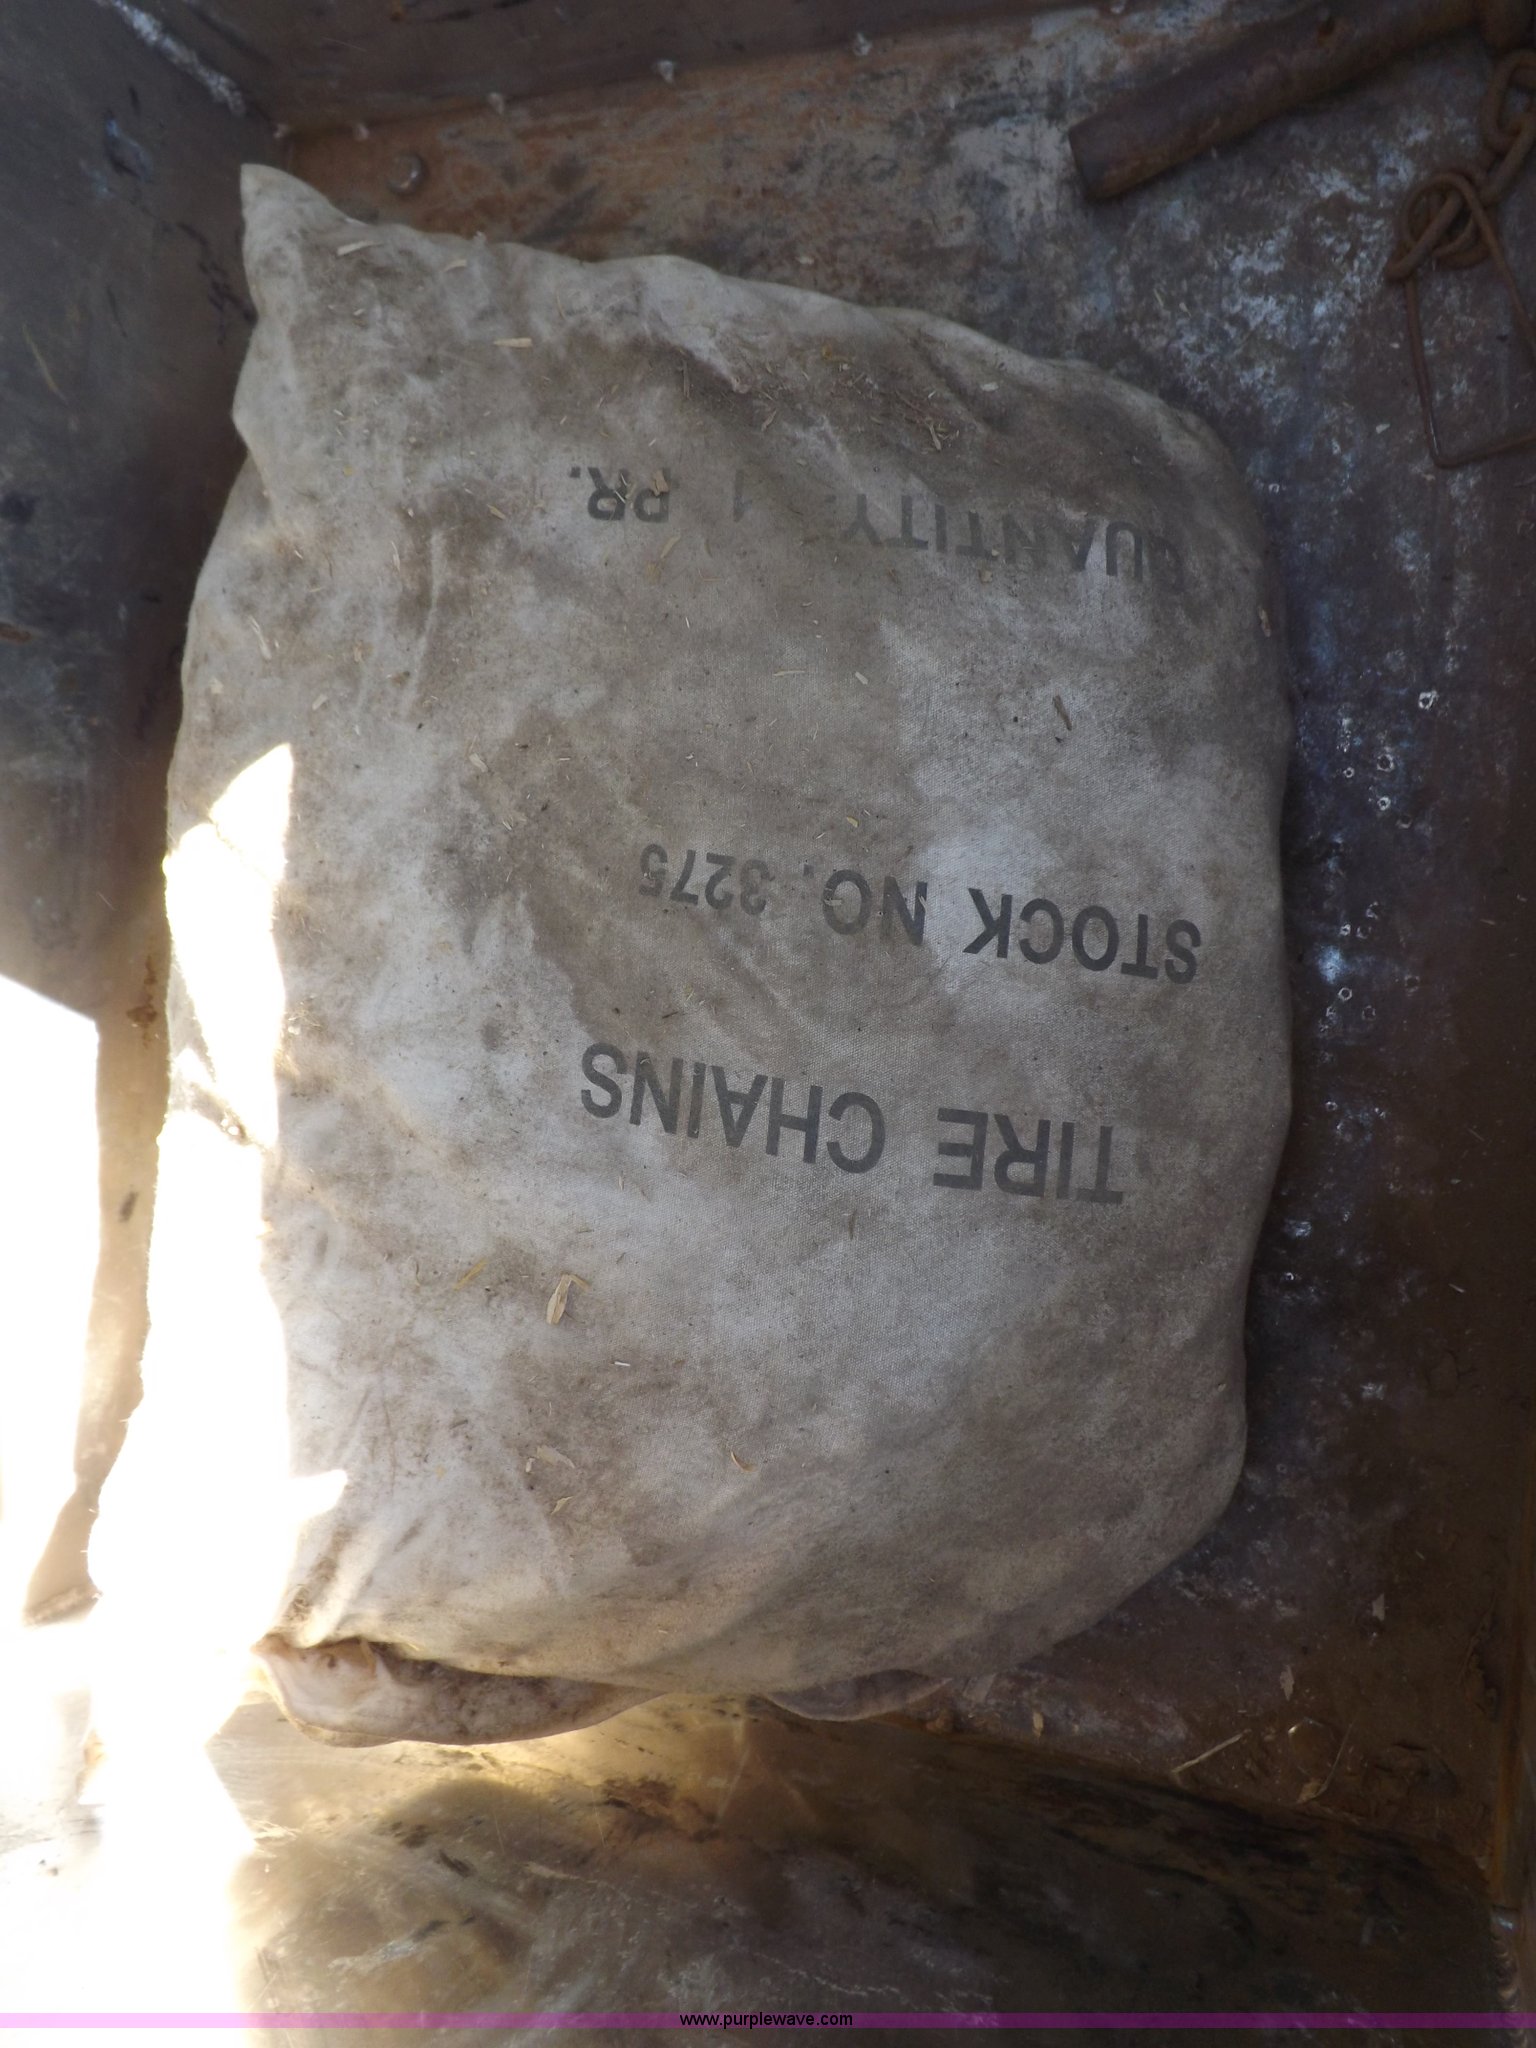 TIRE CHAINS
STOCK NO. 3275
QUANTITY 1 PR.
www.purplewave.com